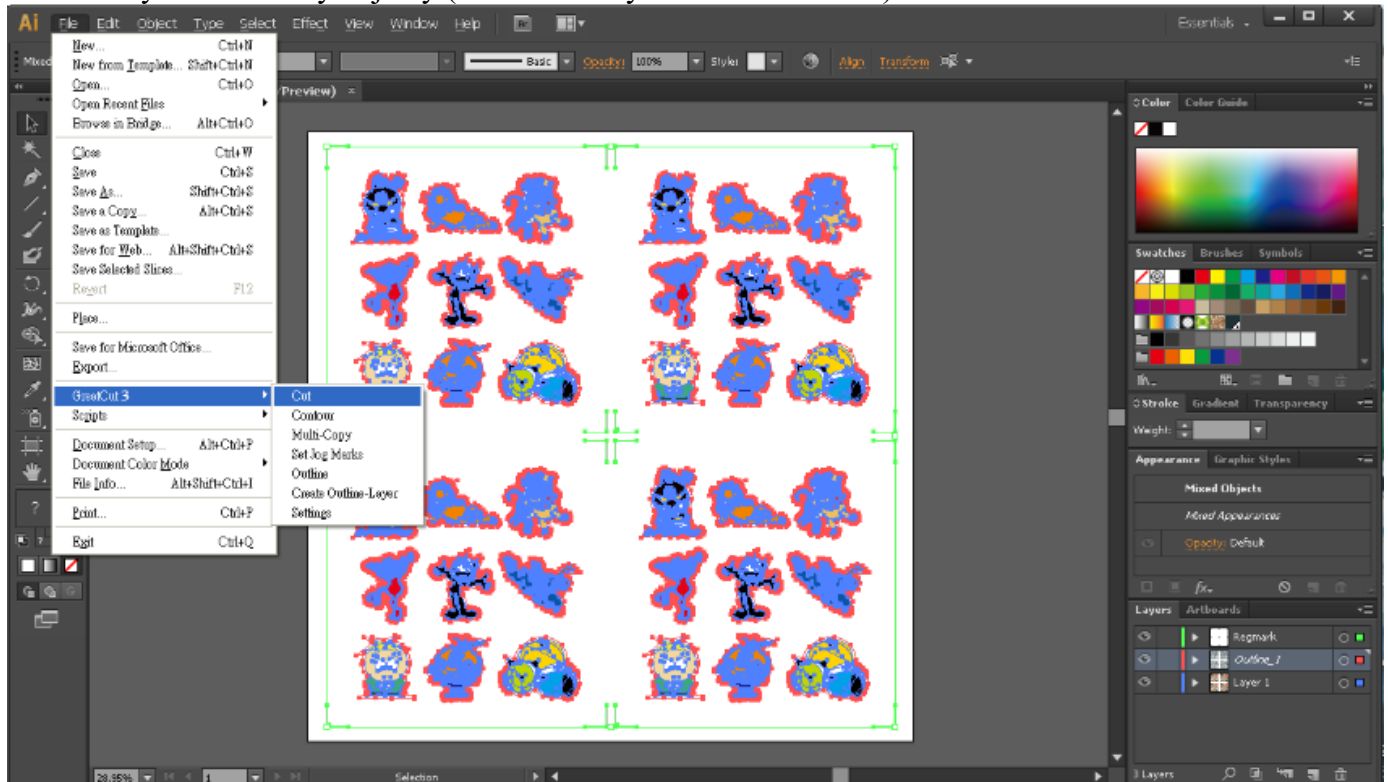 Ai File Edit Object Type Select Effect View Window Help Br Essentials
Mixed Basic Opacity: 100% Style: Align Transform
Preview) ×
New... Ctrl+N
New from Template... Shift+Ctrl+N
Open... Ctrl+O
Open Recent Files
Browse in Bridge... Alt+Ctrl+O
Close Ctrl+W
Save Ctrl+S
Save As... Shift+Ctrl+S
Save a Copy... Alt+Ctrl+S
Save as Template...
Save for Web... Alt+Shift+Ctrl+S
Save Selected Slices...
Revert F12
Place...
Save for Microsoft Office...
Export...
GreatCut 3
Scripts
Document Setup... Alt+Ctrl+P
Document Color Mode
File Info... Alt+Shift+Ctrl+I
Print... Ctrl+P
Exit Ctrl+Q
Cut
Contour
Multi-Copy
Set Jog Marks
Outline
Create Outline-Layer
Settings
Color Color Guide
Swatches Brushes Symbols
Stroke Gradient Transparency
Weight:
Appearance Graphic Styles
Mixed Objects
Mixed Appearances
Opacity: Default
fx
Layers Artboards
Regmark
Outline_1
Layer 1
3 Layers
28.95% 1 Selection